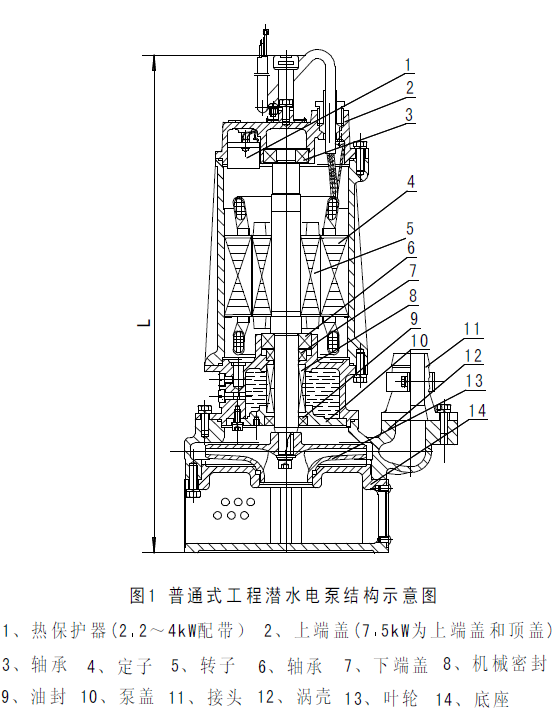 1
2
3
4
5
6
7
8
9
10
11
12
13
14
L
图1 普通式工程潜水电泵结构示意图
1、热保护器(2.2～4kW配带) 2、上端盖(7.5kW为上端盖和顶盖)
3、轴承 4、定子 5、转子 6、轴承 7、下端盖 8、机械密封
9、油封 10、泵盖 11、接头 12、涡壳 13、叶轮 14、底座